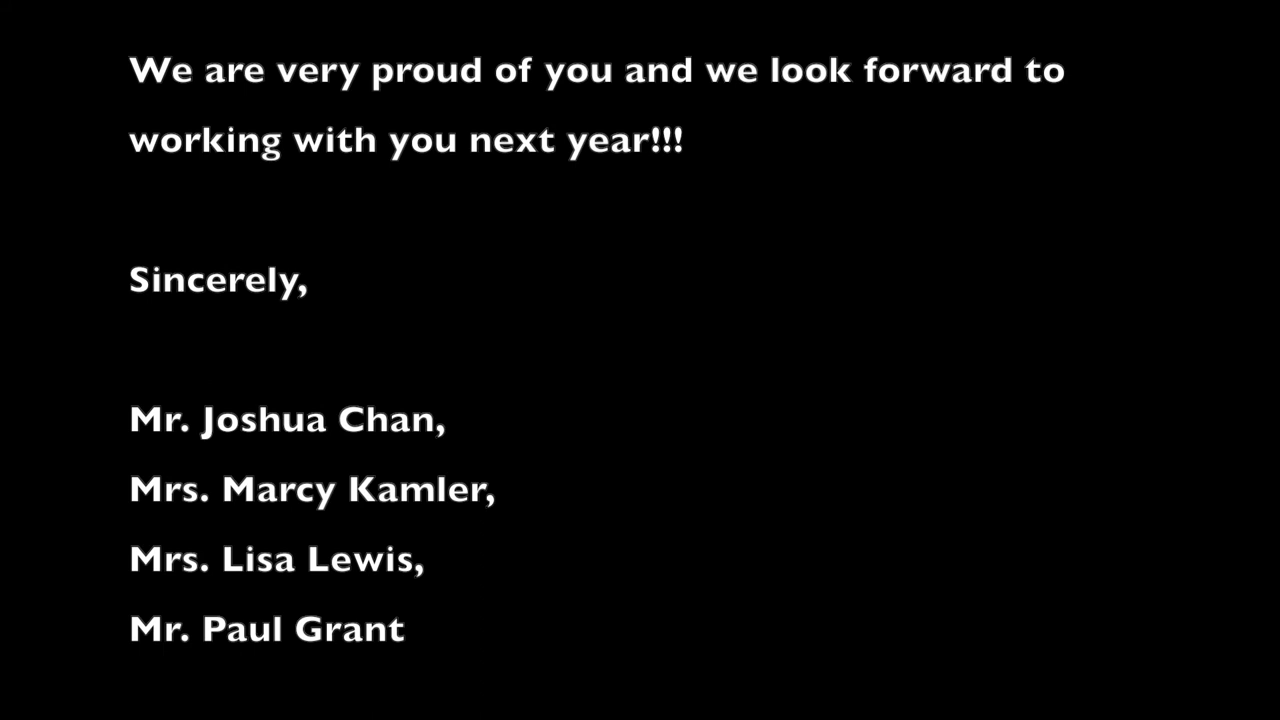 We are very proud of you and we look forward to
working with you next year!!!
Sincerely,
Mr. Joshua Chan,
Mrs. Marcy Kamler,
Mrs. Lisa Lewis,
Mr. Paul Grant